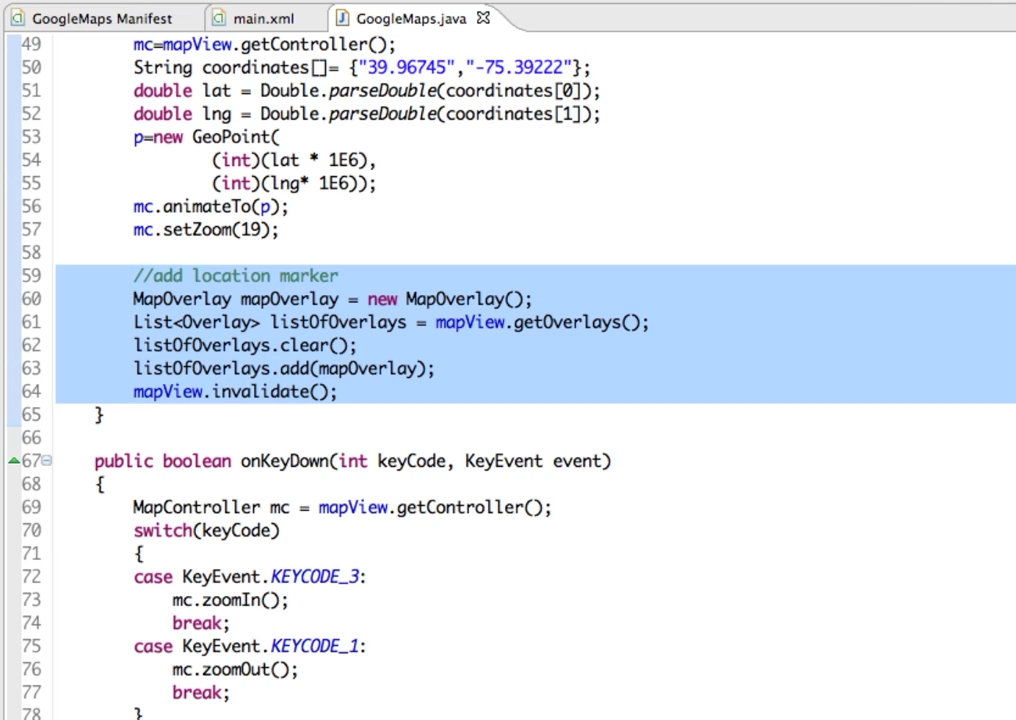 GoogleMaps Manifest main.xml GoogleMaps.java
49 mc=mapView.getController();
50 String coordinates[]= {"39.96745","-75.39222"};
51 double lat = Double.parseDouble(coordinates[0]);
52 double lng = Double.parseDouble(coordinates[1]);
53 p=new GeoPoint(
54 (int)(lat * 1E6),
55 (int)(lng* 1E6));
56 mc.animateTo(p);
57 mc.setZoom(19);
58
59 //add location marker
60 MapOverlay mapOverlay = new MapOverlay();
61 List<Overlay> listOfOverlays = mapView.getOverlays();
62 listOfOverlays.clear();
63 listOfOverlays.add(mapOverlay);
64 mapView.invalidate();
65 }
66
67 public boolean onKeyDown(int keyCode, KeyEvent event)
68 {
69 MapController mc = mapView.getController();
70 switch(keyCode)
71 {
72 case KeyEvent.KEYCODE_3:
73 mc.zoomIn();
74 break;
75 case KeyEvent.KEYCODE_1:
76 mc.zoomOut();
77 break;
78 }